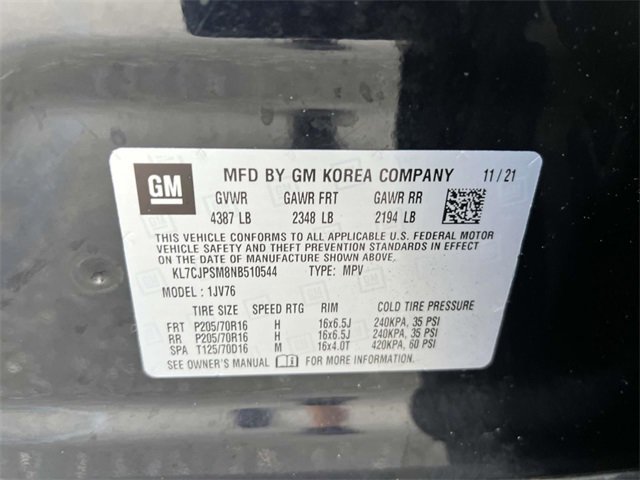 GM
MFD BY GM KOREA COMPANY 11/21
GVWR GAWR FRT GAWR RR
4387 LB 2348 LB 2194 LB
THIS VEHICLE CONFORMS TO ALL APPLICABLE U.S. FEDERAL MOTOR
VEHICLE SAFETY AND THEFT PREVENTION STANDARDS IN EFFECT ON
THE DATE OF MANUFACTURE SHOWN ABOVE.
KL7CJPSM8NB510544 TYPE: MPV
MODEL: 1JV76
TIRE SIZE SPEED RTG RIM COLD TIRE PRESSURE
FRT P205/70R16 H 16x6.5J 240KPA, 35 PSI
RR P205/70R16 H 16x6.5J 240KPA, 35 PSI
SPA T125/70D16 M 16x4.0T 420KPA, 60 PSI
SEE OWNER'S MANUAL FOR MORE INFORMATION.